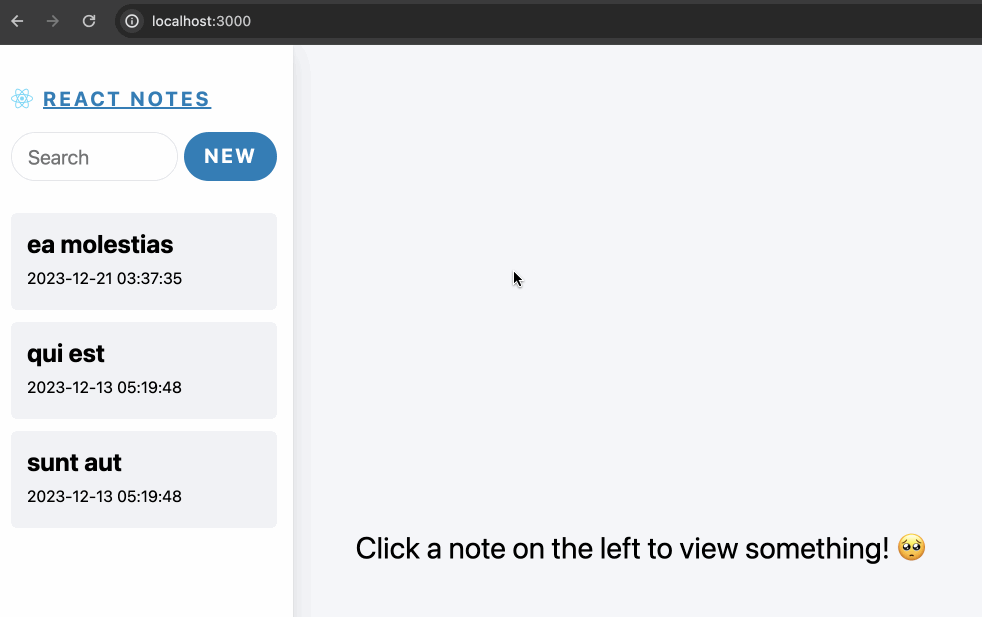 localhost:3000
REACT NOTES
Search
NEW
ea molestias
2023-12-21 03:37:35
qui est
2023-12-13 05:19:48
sunt aut
2023-12-13 05:19:48
Click a note on the left to view something! 🥺